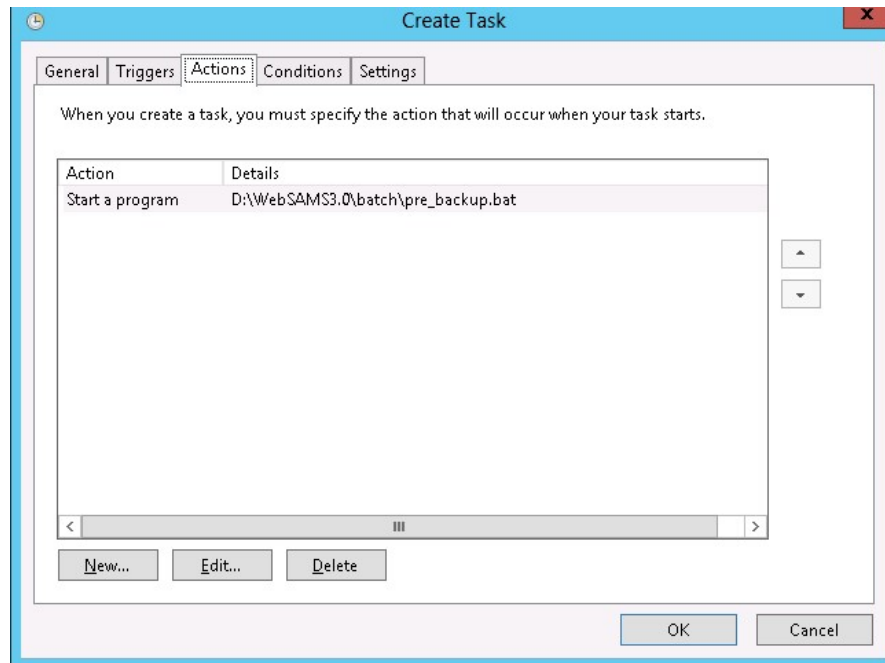 Create Task
x
General Triggers Actions Conditions Settings
When you create a task, you must specify the action that will occur when your task starts.
Action Details
Start a program D:\WebSAMS3.0\batch\pre_backup.bat
New... Edit... Delete
OK Cancel